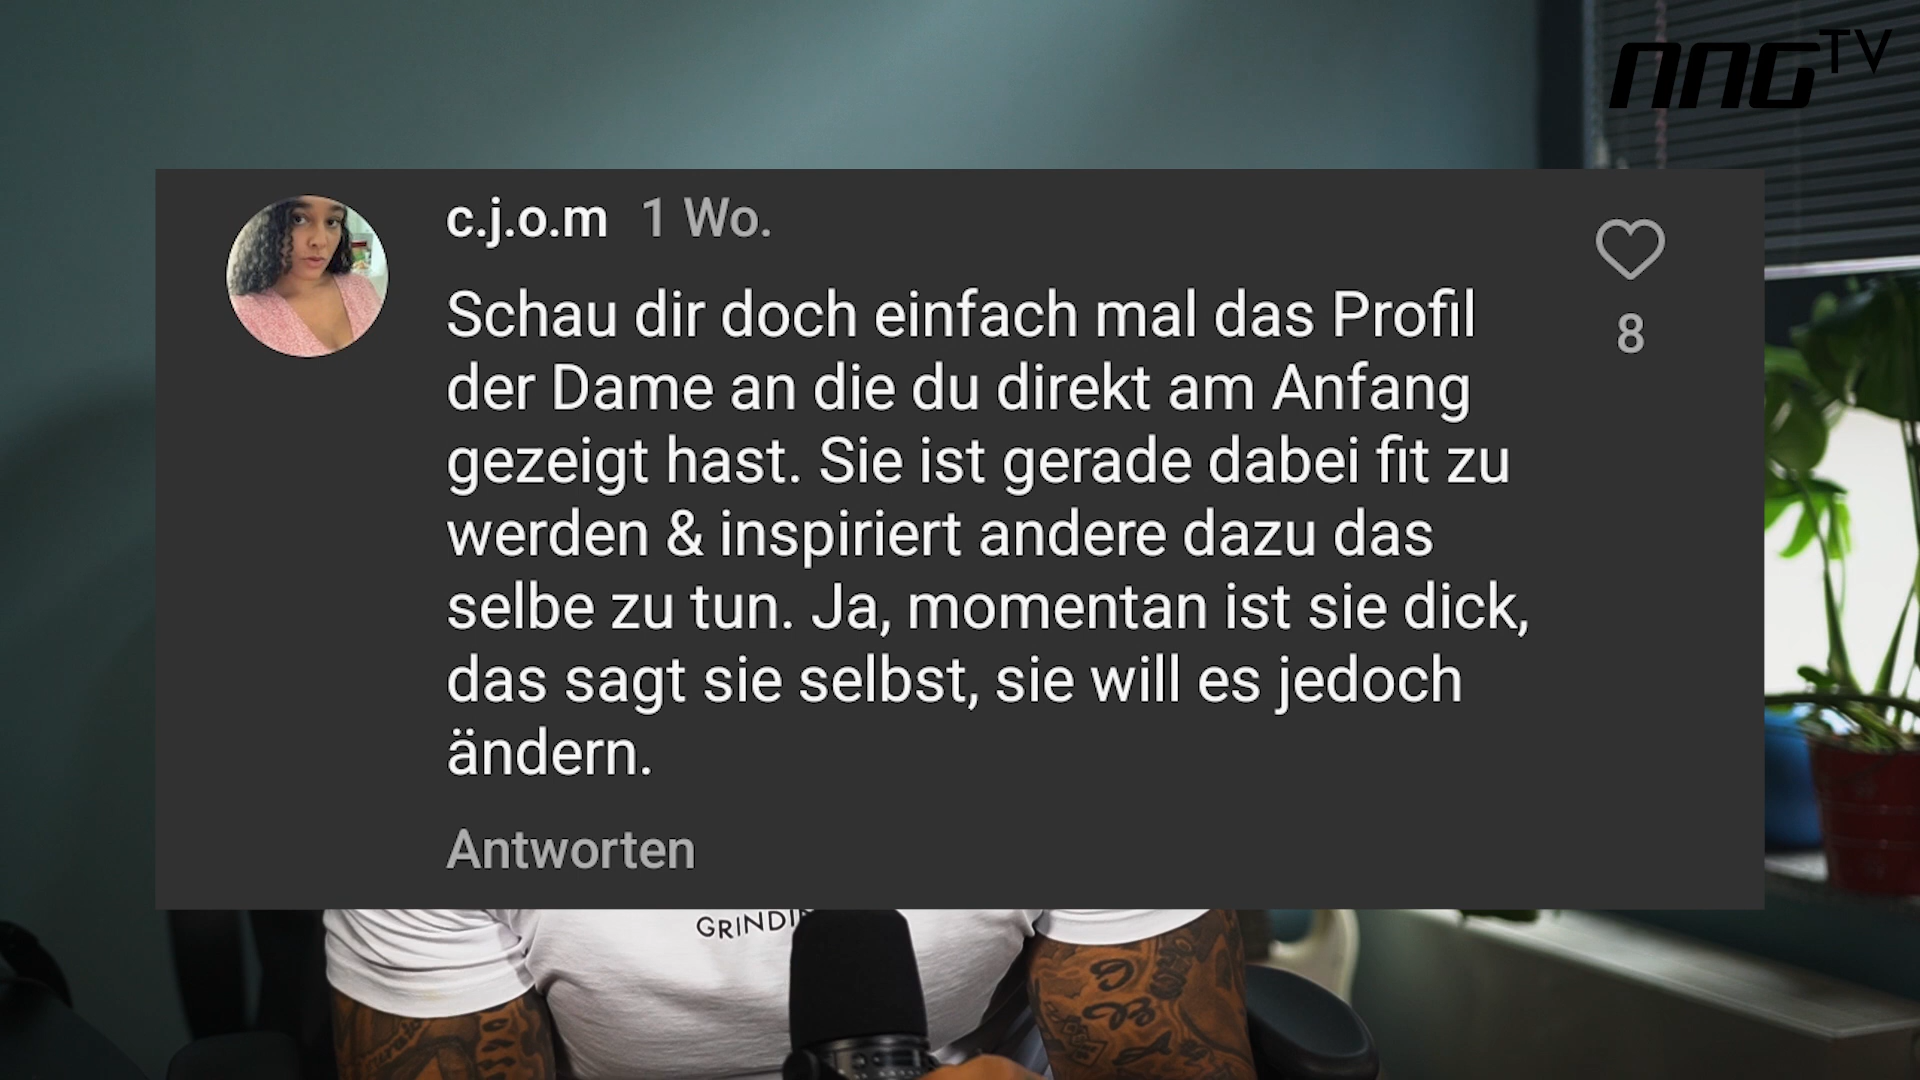 nnG TV
c.j.o.m 1 Wo.
8
Schau dir doch einfach mal das Profil
der Dame an die du direkt am Anfang
gezeigt hast. Sie ist gerade dabei fit zu
werden & inspiriert andere dazu das
selbe zu tun. Ja, momentan ist sie dick,
das sagt sie selbst, sie will es jedoch
ändern.
Antworten
GRINDI